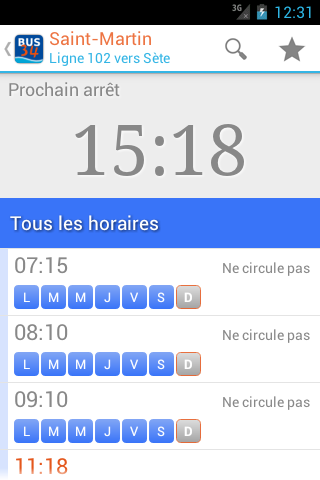 3G 12:31
BUS 34 Saint-Martin
Ligne 102 vers Sète
Prochain arrêt
15:18
Tous les horaires
07:15 Ne circule pas
L M M J V S D
08:10 Ne circule pas
L M M J V S D
09:10 Ne circule pas
L M M J V S D
11:18